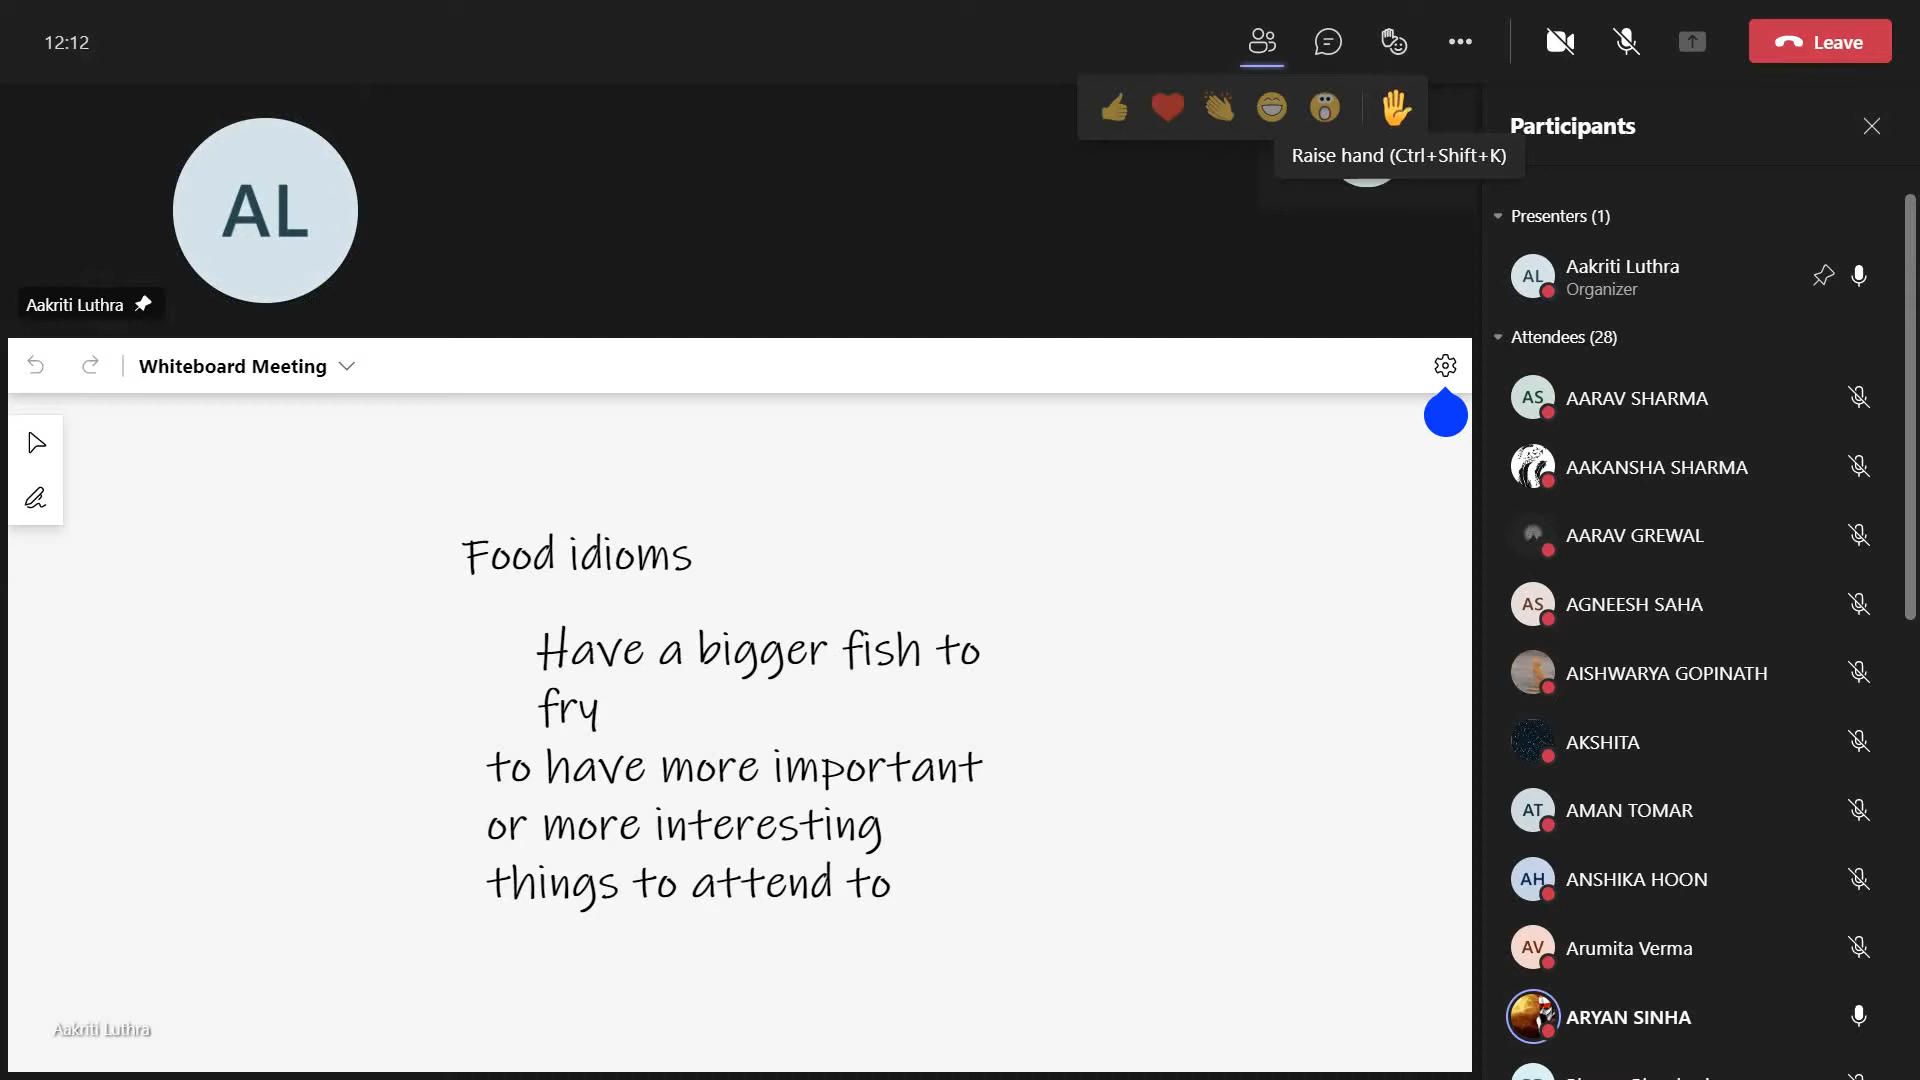 12:12
Leave
Raise hand (Ctrl+Shift+K)
Participants
AL
Aakriti Luthra
Presenters (1)
AL
Aakriti Luthra
Organizer
Attendees (28)
AS
AARAV SHARMA
AAKANSHA SHARMA
AARAV GREWAL
AS
AGNEESH SAHA
AISHWARYA GOPINATH
AKSHITA
AT
AMAN TOMAR
AH
ANSHIKA HOON
AV
Arumita Verma
ARYAN SINHA
Whiteboard Meeting
Food idioms
Have a bigger fish to
fry
to have more important
or more interesting
things to attend to
Aakriti Luthra